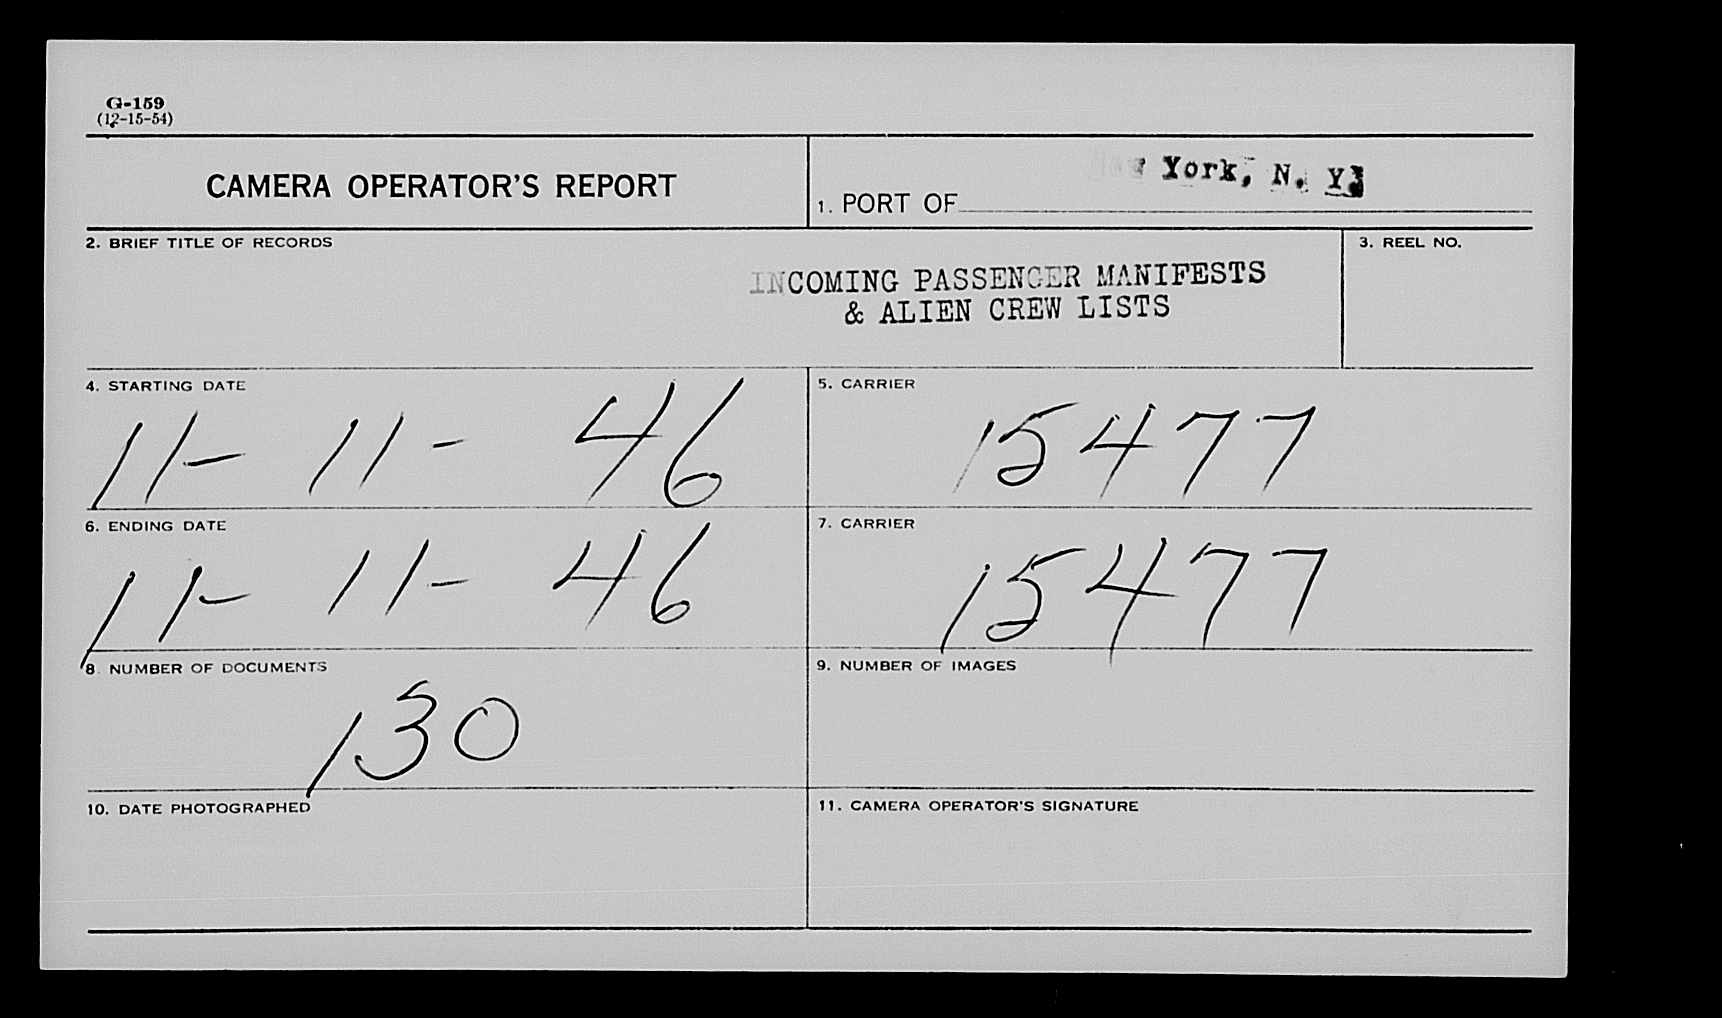 G-159
(12-15-54)
CAMERA OPERATOR'S REPORT
1. PORT OF York, N. Y.
2. BRIEF TITLE OF RECORDS
INCOMING PASSENGER MANIFESTS
& ALIEN CREW LISTS
3. REEL NO.
4. STARTING DATE
11- 11- 46
5. CARRIER
15477
6. ENDING DATE
11- 11- 46
7. CARRIER
15477
8. NUMBER OF DOCUMENTS
130
9. NUMBER OF IMAGES
10. DATE PHOTOGRAPHED
11. CAMERA OPERATOR'S SIGNATURE